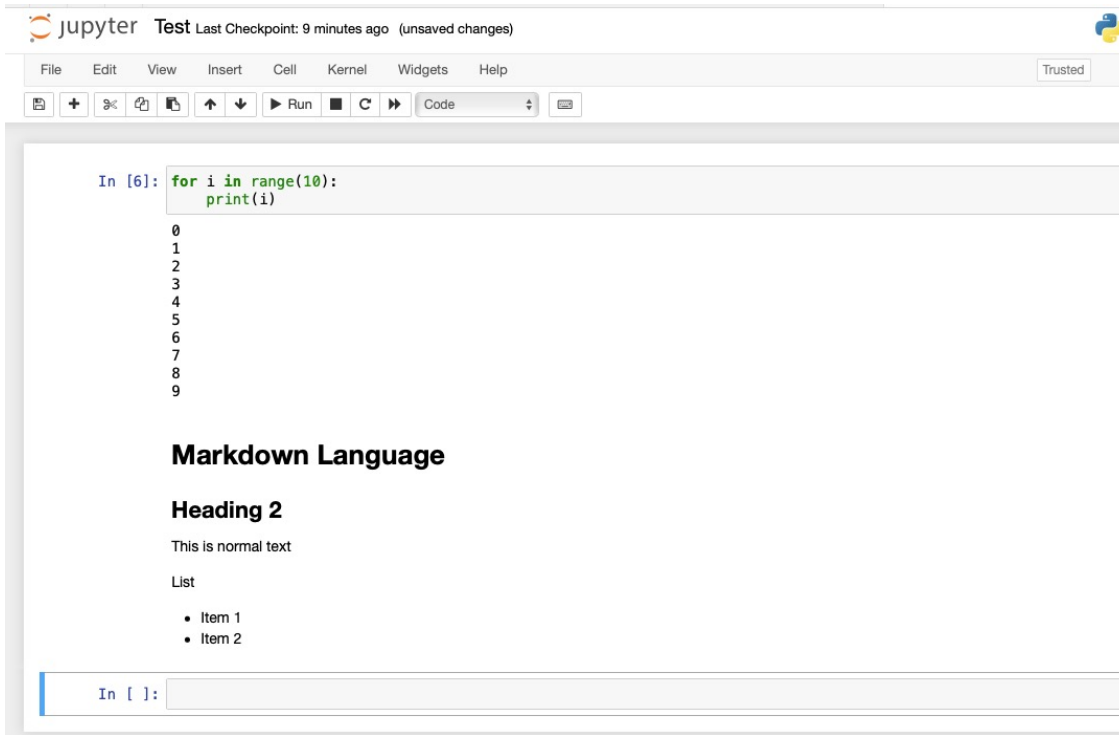 jupyter Test Last Checkpoint: 9 minutes ago (unsaved changes)
File Edit View Insert Cell Kernel Widgets Help Trusted
Run Code
In [6]: for i in range(10):
    print(i)
0
1
2
3
4
5
6
7
8
9
Markdown Language
Heading 2
This is normal text
List
• Item 1
• Item 2
In [ ]: